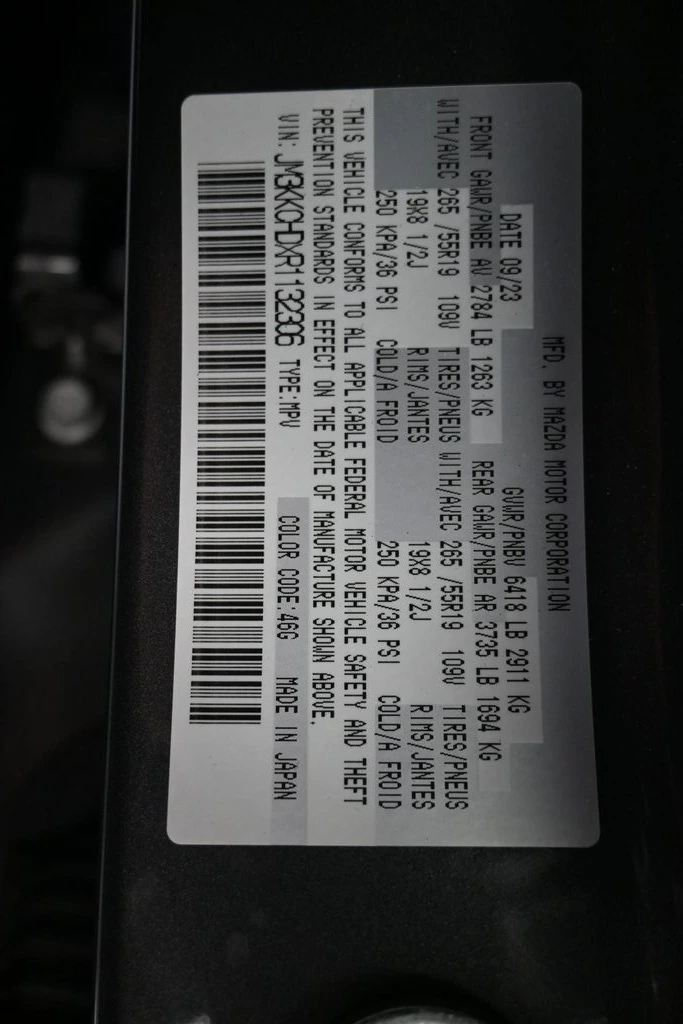 MFD. BY MAZDA MOTOR CORPORATION
DATE 09/23 GVWR/PNBV 6418 LB 2911 KG
FRONT GAWR/PNBE AV 2784 LB 1263 KG REAR GAWR/PNBE AR 3735 LB 1694 KG
WITH/AVEC 265 /55R19 109V TIRES/PNEUS WITH/AVEC 265 /55R19 109V TIRES/PNEUS
19X8 1/2J RIMS/JANTES 19X8 1/2J RIMS/JANTES
250 KPA/36 PSI COLD/A FROID 250 KPA/36 PSI COLD/A FROID
THIS VEHICLE CONFORMS TO ALL APPLICABLE FEDERAL MOTOR VEHICLE SAFETY AND THEFT
PREVENTION STANDARDS IN EFFECT ON THE DATE OF MANUFACTURE SHOWN ABOVE.
VIN: JM3KKCHDXR1132306 TYPE:MPV COLOR CODE:46G MADE IN JAPAN